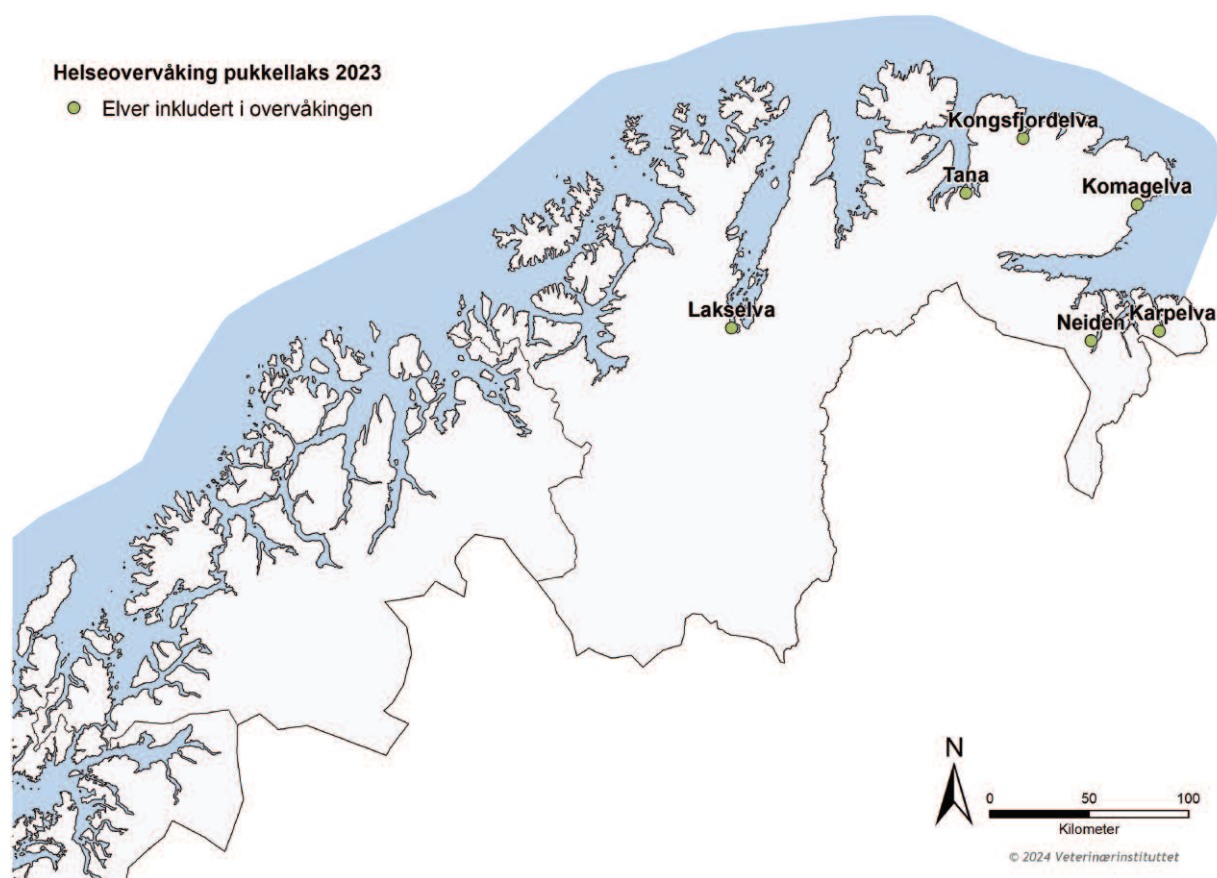 Helseovervåking pukkellaks 2023
Elver inkludert i overvåkingen
Kongsfjordelva
Tana
Komagelva
Lakselva
Neiden
Karpelva
N
0 50 100
Kilometer
© 2024 Veterinærinstituttet